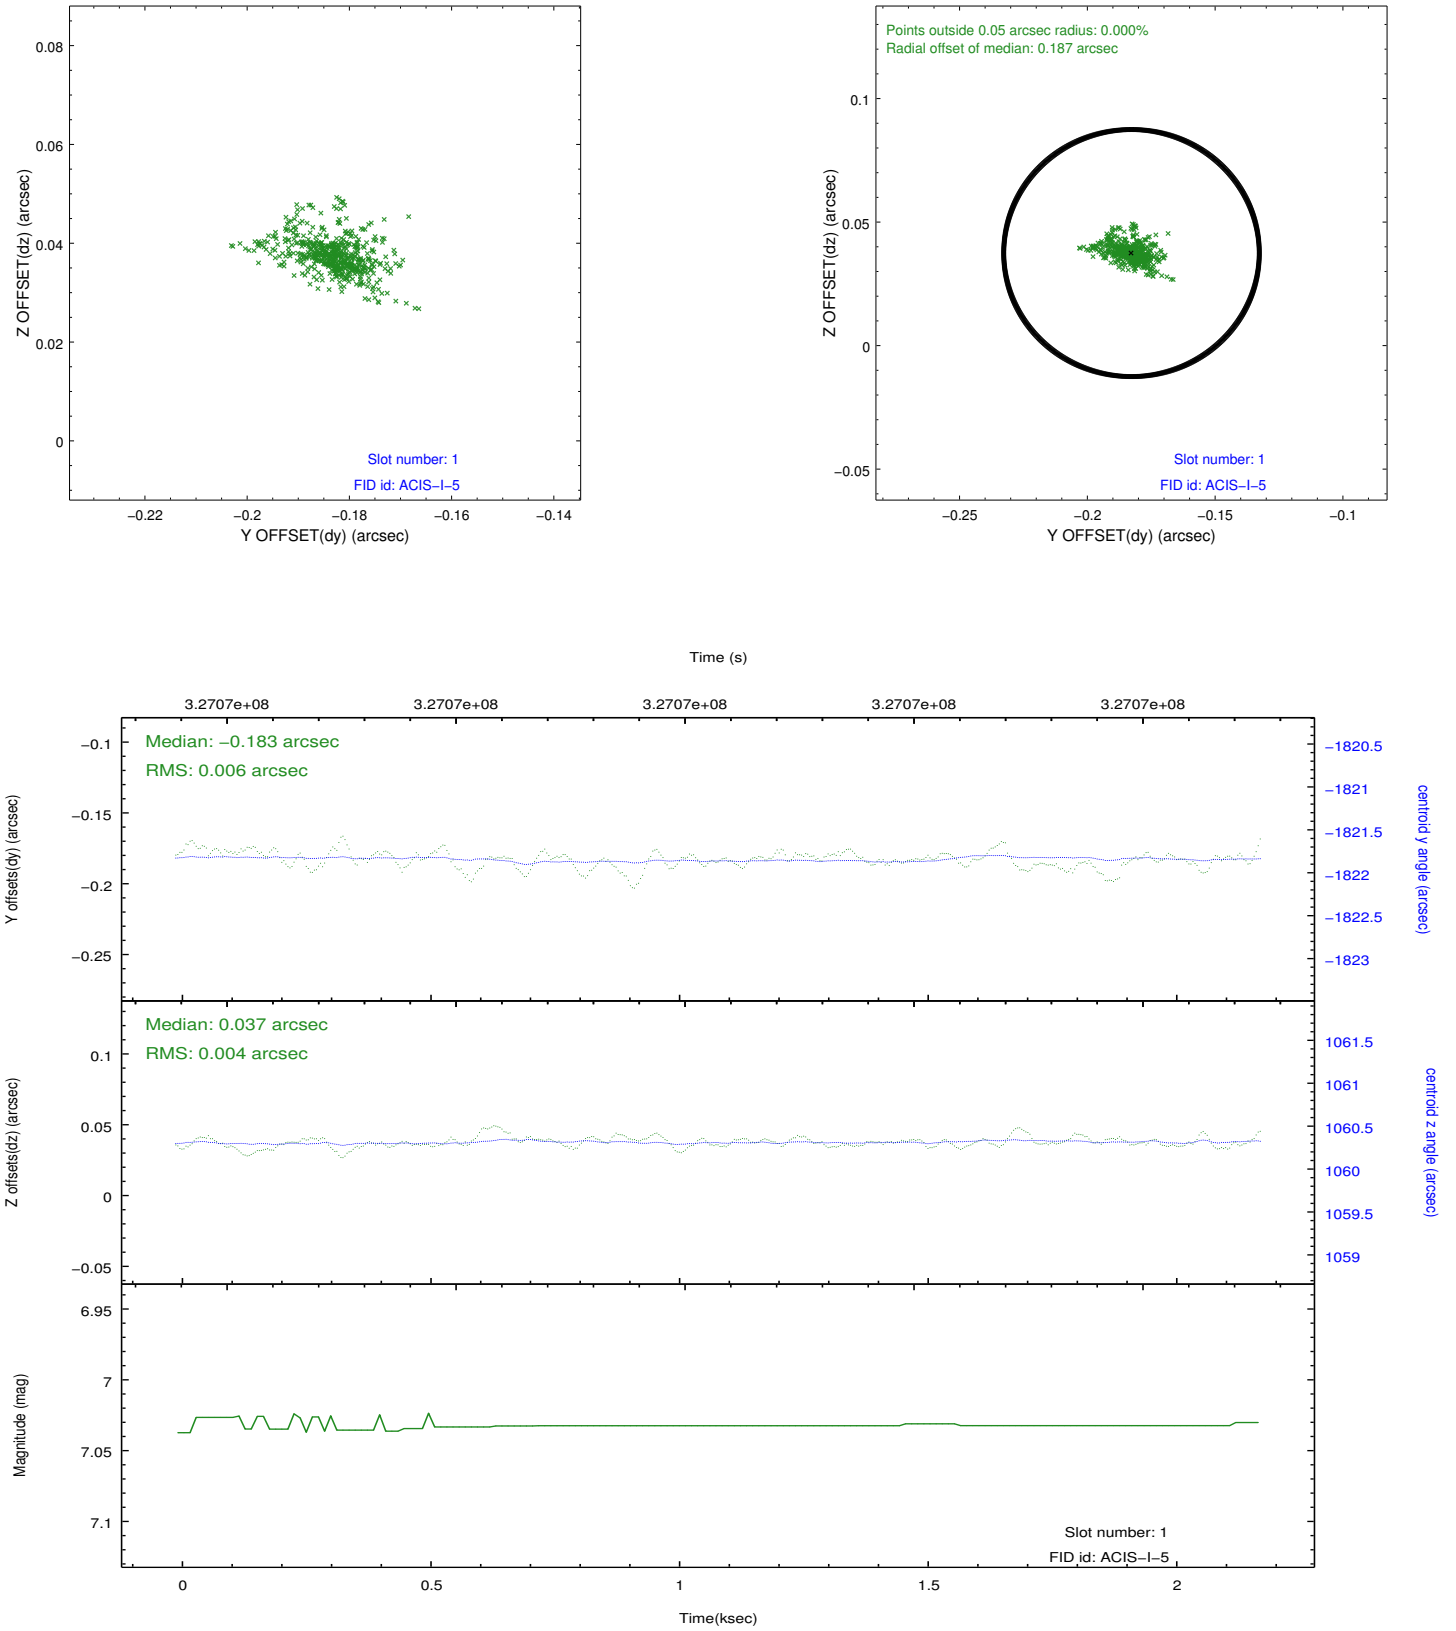 0.08
0.06
0.04
0.02
0
Z OFFSET(dz) (arcsec)
Slot number: 1
FID id: ACIS−I−5
−0.22
−0.2
−0.18
−0.16
−0.14
Y OFFSET(dy) (arcsec)
Points outside 0.05 arcsec radius: 0.000%
Radial offset of median: 0.187 arcsec
0.1
0.05
0
−0.05
Z OFFSET(dz) (arcsec)
Slot number: 1
FID id: ACIS−I−5
−0.25
−0.2
−0.15
−0.1
Y OFFSET(dy) (arcsec)
Time (s)
3.2707e+08
3.2707e+08
3.2707e+08
3.2707e+08
3.2707e+08
Median: −0.183 arcsec
RMS: 0.006 arcsec
−0.1
−0.15
−0.2
−0.25
Y offsets(dy) (arcsec)
−1820.5
−1821
−1821.5
−1822
−1822.5
−1823
centroid y angle (arcsec)
Median: 0.037 arcsec
RMS: 0.004 arcsec
0.1
0.05
0
−0.05
Z offsets(dz) (arcsec)
1061.5
1061
1060.5
1060
1059.5
1059
centroid z angle (arcsec)
6.95
7
7.05
7.1
Magnitude (mag)
Slot number: 1
FID id: ACIS−I−5
0
0.5
1
1.5
2
Time(ksec)